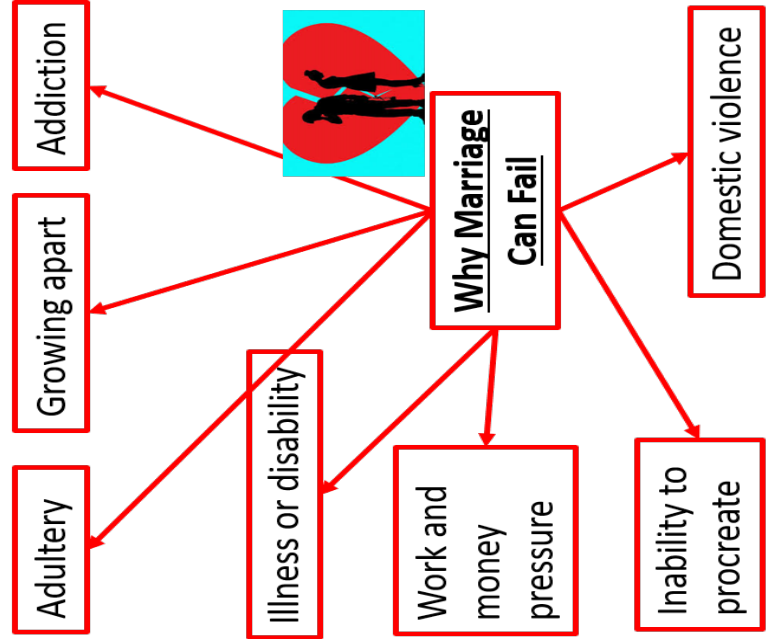 Adultery
Growing apart
Addiction
Illness or disability
Why Marriage
Can Fail
Work and
money
pressure
Inability to
procreate
Domestic violence